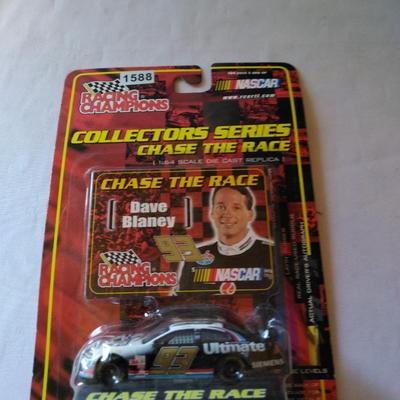 1588
RACING
CHAMPIONS
NASCAR
www.rcertl.com
COLLECTORS SERIES
CHASE THE RACE
[ 1:64 SCALE DIE CAST REPLICA ]
CHASE THE RACE
Dave
Blaney
93
RACING
CHAMPIONS
NASCAR
93
Ultimate
SIEMENS
CHASE THE RACE